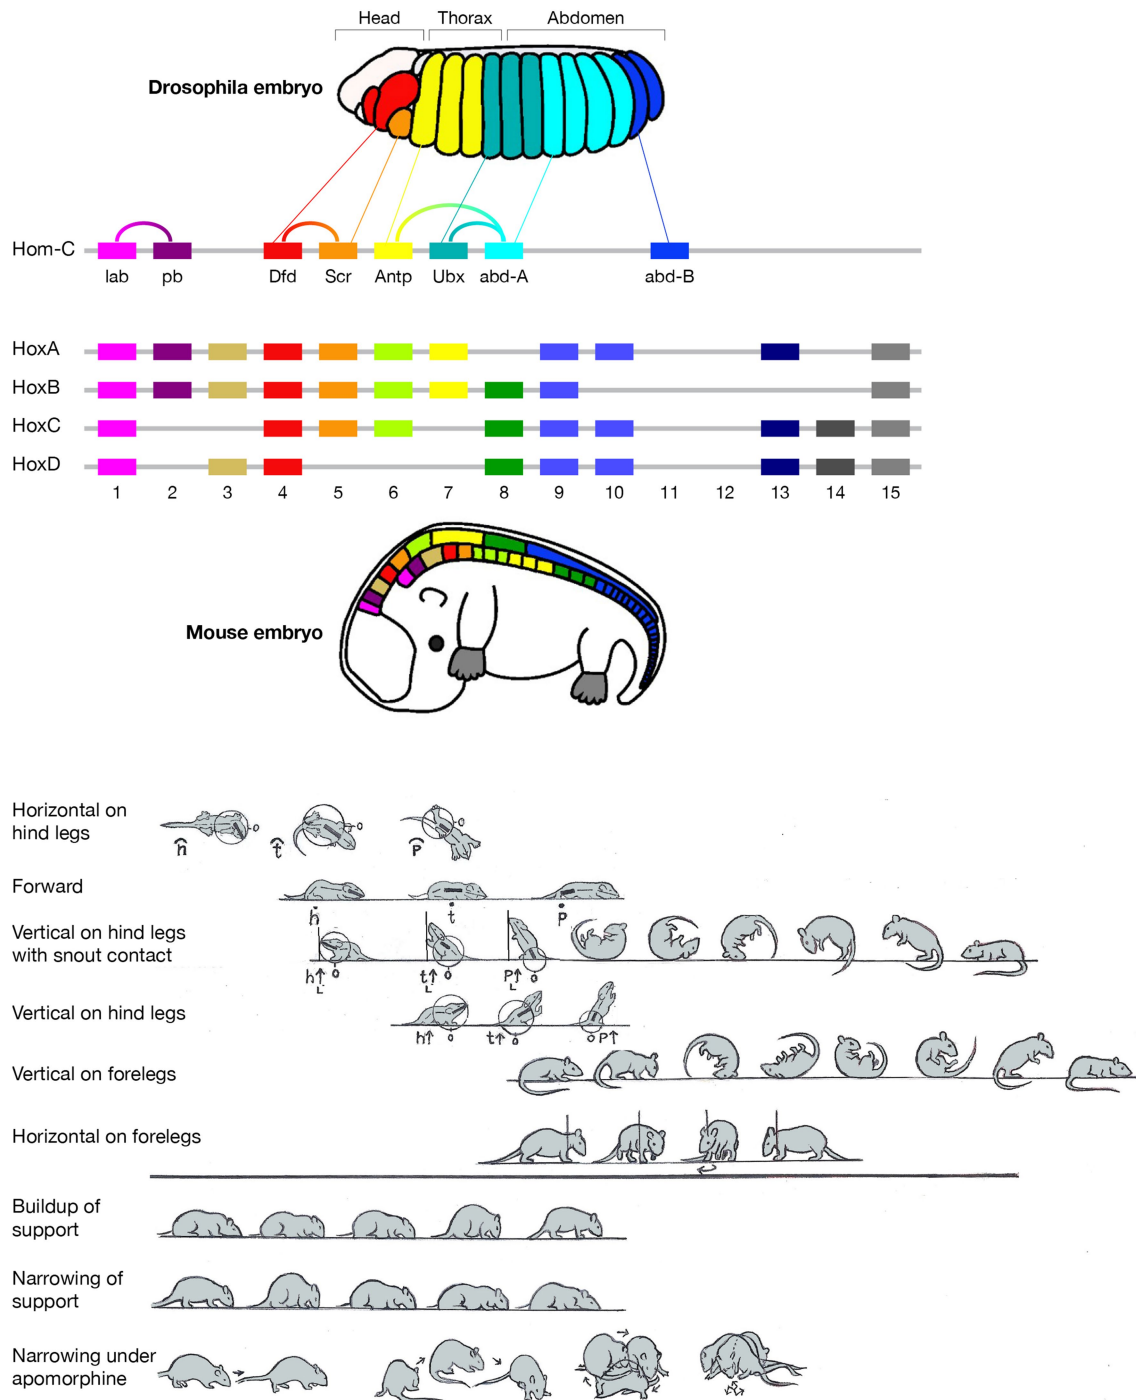 Head Thorax Abdomen
Drosophila embryo
Hom-C
lab pb Dfd Scr Antp Ubx abd-A abd-B
HoxA
HoxB
HoxC
HoxD
1 2 3 4 5 6 7 8 9 10 11 12 13 14 15
Mouse embryo
Horizontal on
hind legs
h t p
Forward
h t p
Vertical on hind legs
with snout contact
h↑ o t↑ o P↑ o
Vertical on hind legs
h↑ o t↑ o o P↑
Vertical on forelegs
Horizontal on forelegs
Buildup of
support
Narrowing of
support
Narrowing under
apomorphine